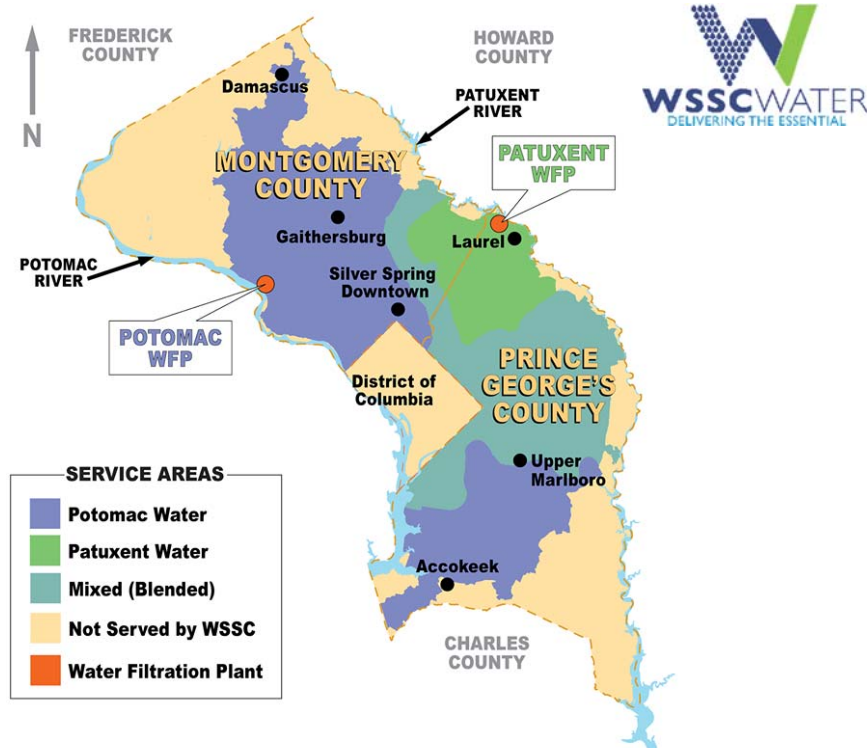 FREDERICK
COUNTY
HOWARD
COUNTY
WSSCWATER
DELIVERING THE ESSENTIAL
N
Damascus
PATUXENT
RIVER
MONTGOMERY
COUNTY
PATUXENT
WFP
Gaithersburg
Laurel
POTOMAC
RIVER
Silver Spring
Downtown
POTOMAC
WFP
PRINCE
GEORGE'S
COUNTY
District of
Columbia
Upper
Marlboro
SERVICE AREAS
Potomac Water
Patuxent Water
Mixed (Blended)
Not Served by WSSC
Water Filtration Plant
Accokeek
CHARLES
COUNTY